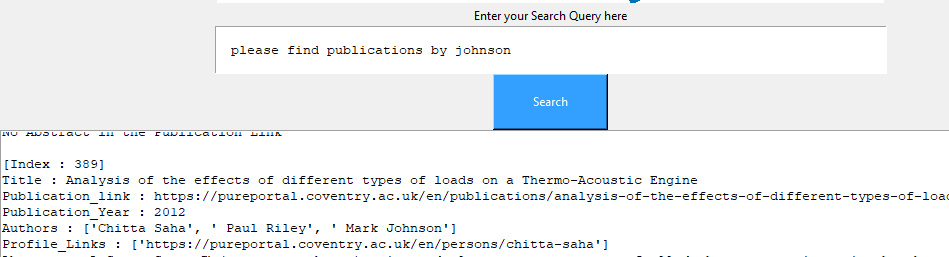 Enter your Search Query here
please find publications by johnson
Search
No Abstract in the Publication Link
[Index : 389]
Title : Analysis of the effects of different types of loads on a Thermo-Acoustic Engine
Publication_link : https://pureportal.coventry.ac.uk/en/publications/analysis-of-the-effects-of-different-types-of-loa
Publication_Year : 2012
Authors : ['Chitta Saha', ' Paul Riley', ' Mark Johnson']
Profile_Links : ['https://pureportal.coventry.ac.uk/en/persons/chitta-saha']